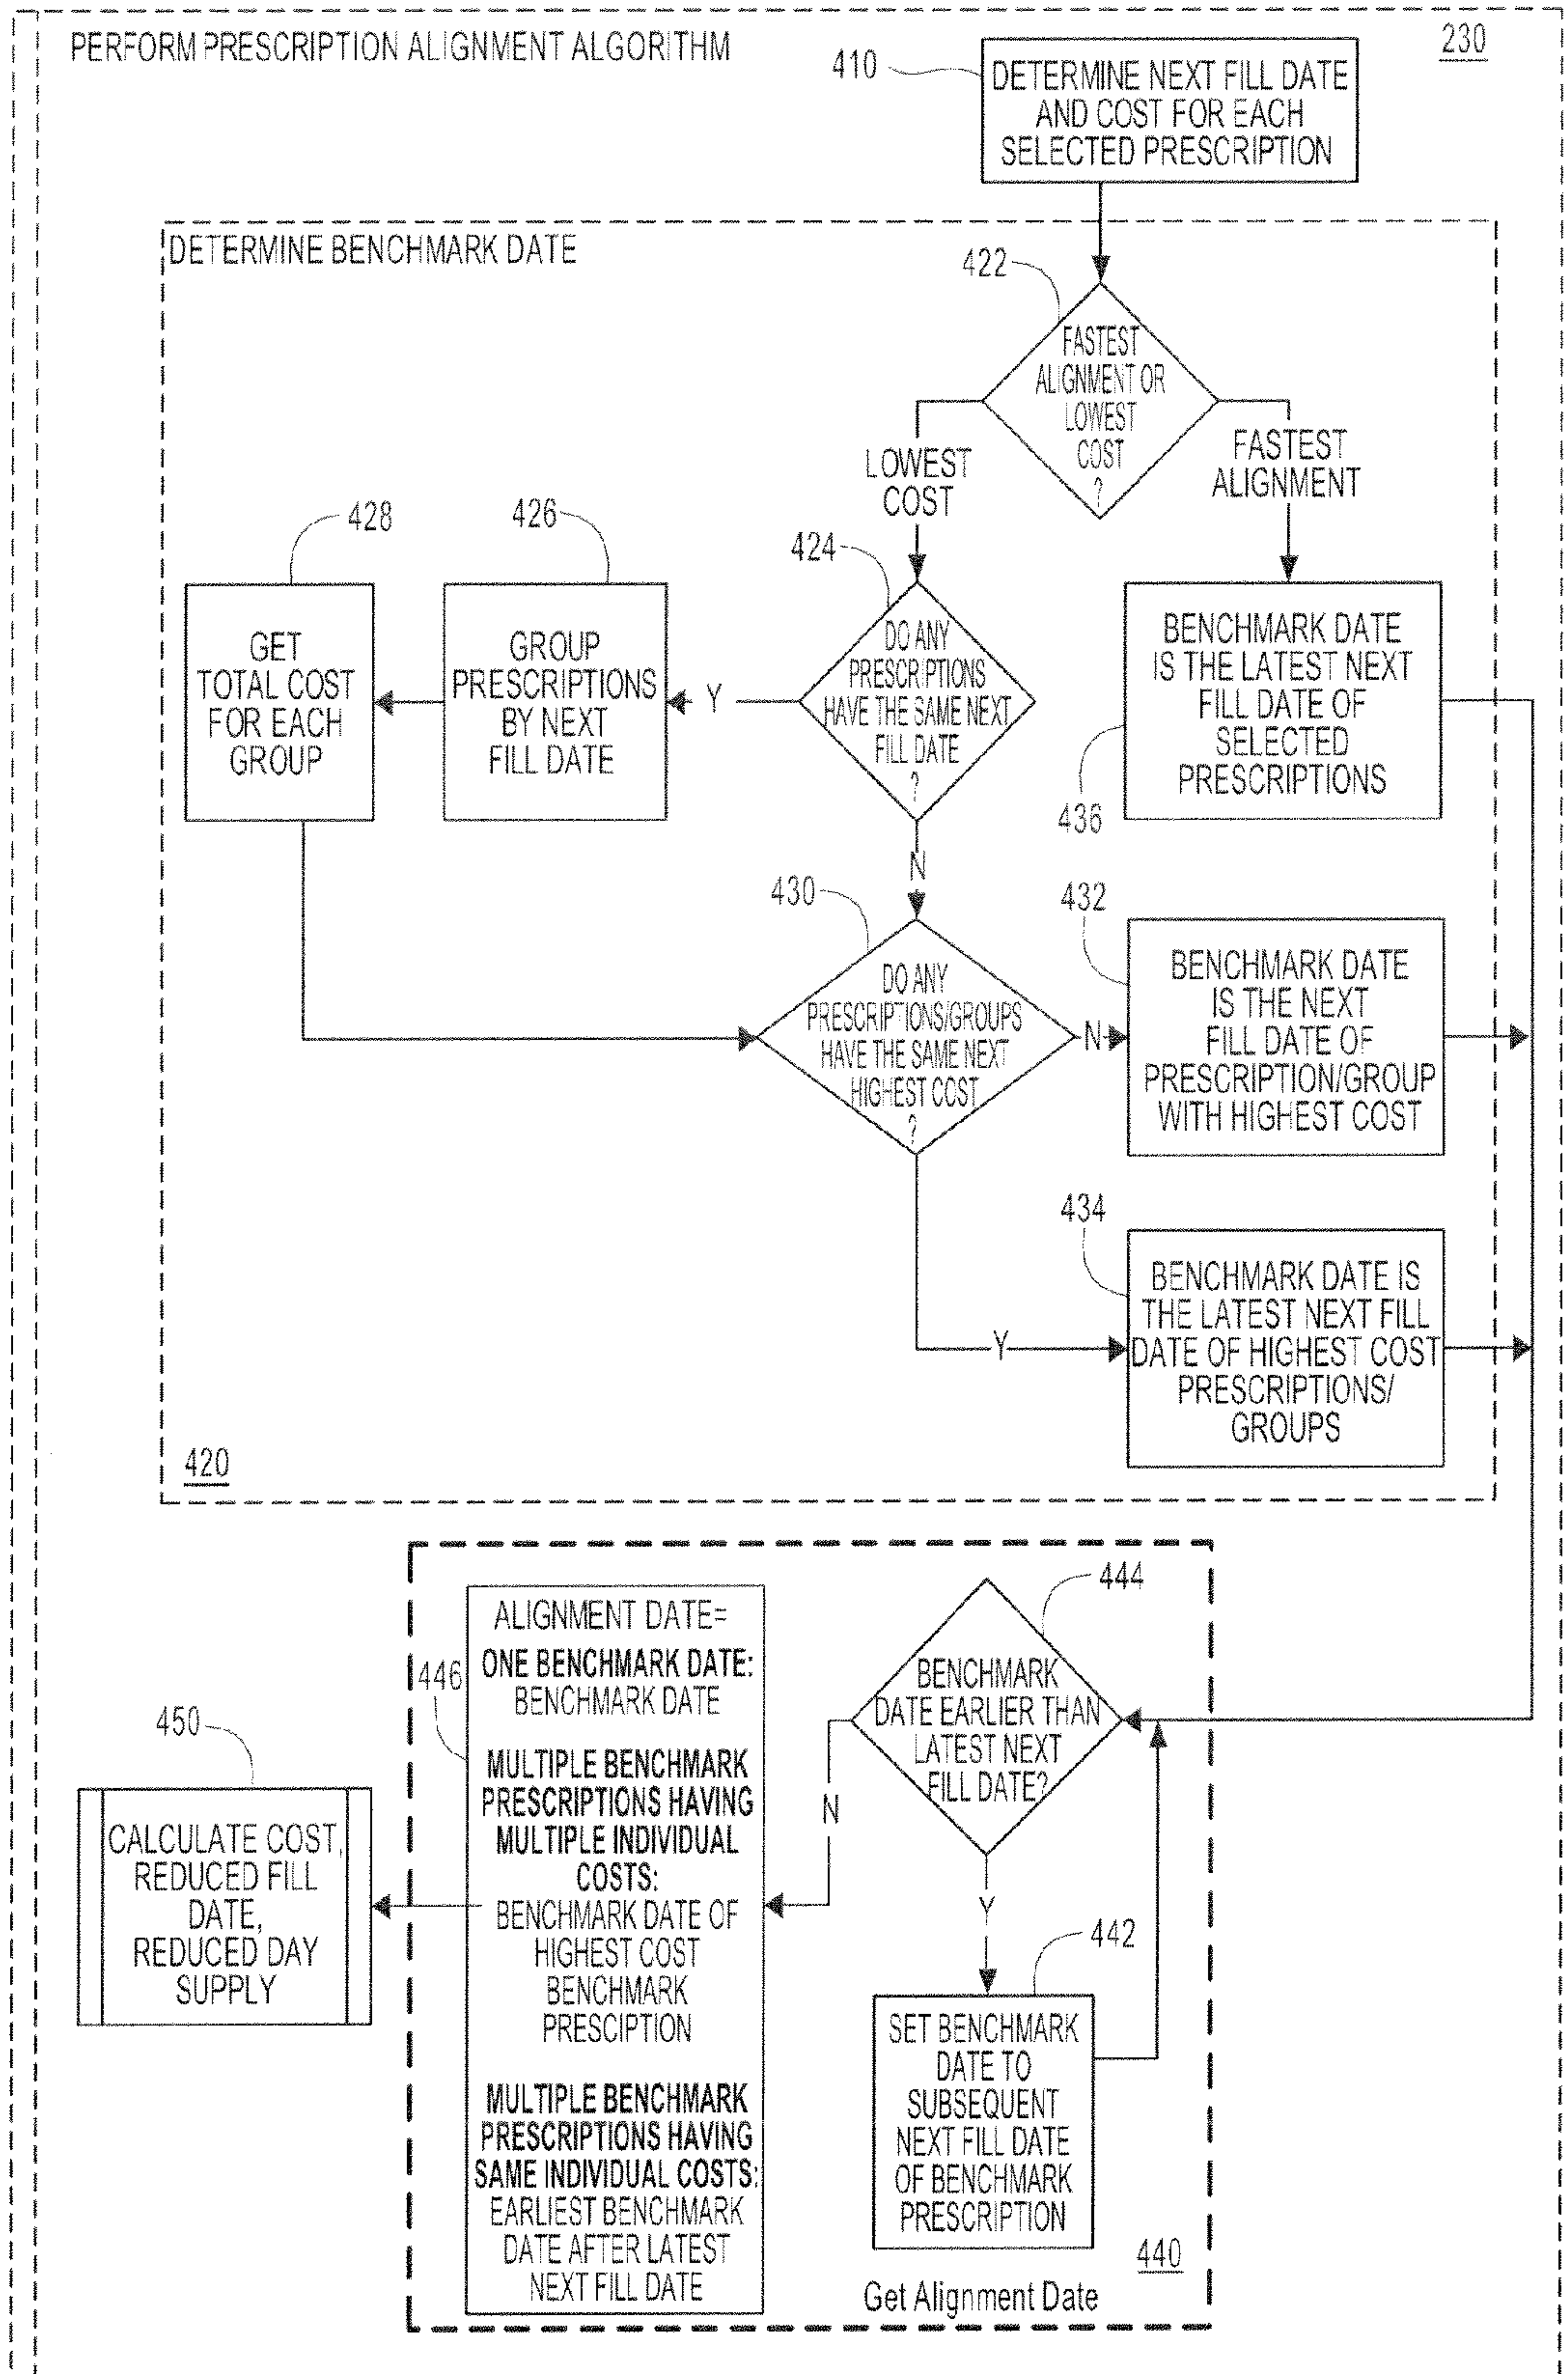 PERFORM PRESCRIPTION ALIGNMENT ALGORITHM
230
410
DETERMINE NEXT FILL DATE
AND COST FOR EACH
SELECTED PRESCRIPTION
DETERMINE BENCHMARK DATE
422
FASTEST
ALIGNMENT OR
LOWEST
COST
?
LOWEST
COST
FASTEST
ALIGNMENT
428
426
424
GET
TOTAL COST
FOR EACH
GROUP
GROUP
PRESCRIPTIONS
BY NEXT
FILL DATE
Y
DO ANY
PRESCRIPTIONS
HAVE THE SAME NEXT
FILL DATE
?
BENCHMARK DATE
IS THE LATEST NEXT
FILL DATE OF
SELECTED
PRESCRIPTIONS
436
N
430
DO ANY
PRESCRIPTIONS/GROUPS
HAVE THE SAME NEXT
HIGHEST COST
?
N
432
BENCHMARK DATE
IS THE NEXT
FILL DATE OF
PRESCRIPTION/GROUP
WITH HIGHEST COST
Y
434
BENCHMARK DATE IS
THE LATEST NEXT FILL
DATE OF HIGHEST COST
PRESCRIPTIONS/
GROUPS
420
444
BENCHMARK
DATE EARLIER THAN
LATEST NEXT
FILL DATE?
N
Y
442
SET BENCHMARK
DATE TO
SUBSEQUENT
NEXT FILL DATE
OF BENCHMARK
PRESCRIPTION
446
ALIGNMENT DATE=
ONE BENCHMARK DATE:
BENCHMARK DATE
MULTIPLE BENCHMARK
PRESCRIPTIONS HAVING
MULTIPLE INDIVIDUAL
COSTS:
BENCHMARK DATE OF
HIGHEST COST
BENCHMARK
PRESCIPTION
MULTIPLE BENCHMARK
PRESCRIPTIONS HAVING
SAME INDIVIDUAL COSTS:
EARLIEST BENCHMARK
DATE AFTER LATEST
NEXT FILL DATE
440
Get Alignment Date
450
CALCULATE COST,
REDUCED FILL
DATE,
REDUCED DAY
SUPPLY